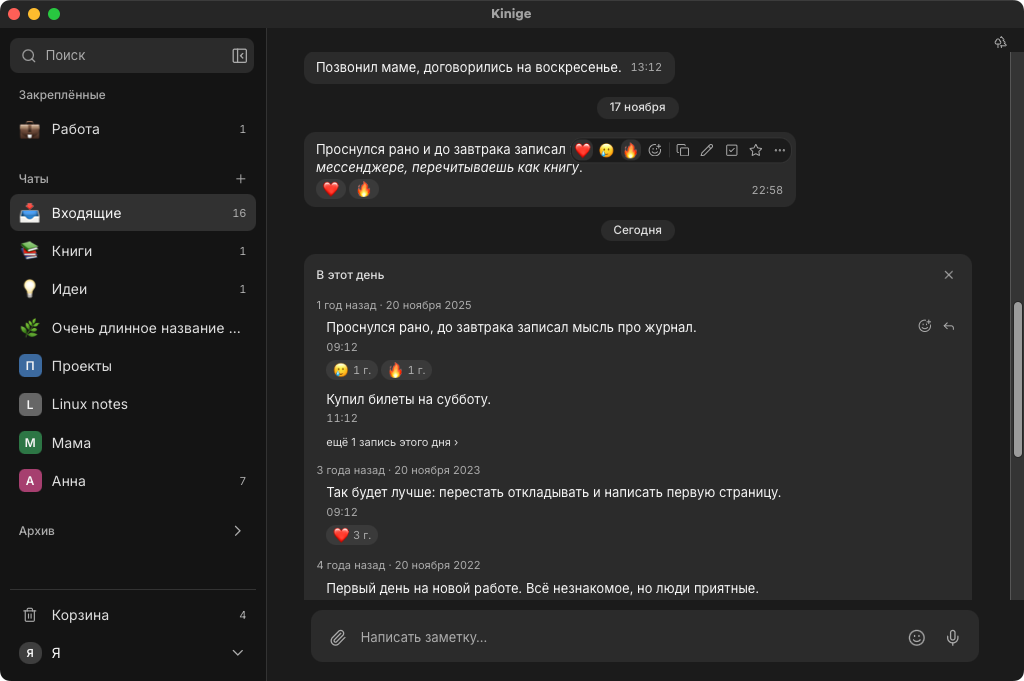 Kinige
Поиск
Закреплённые
Работа 1
Чаты
Входящие 16
Книги 1
Идеи 1
Очень длинное название ...
П Проекты
L Linux notes
М Мама
А Анна 7
Архив
Корзина 4
Я Я
Позвонил маме, договорились на воскресенье. 13:12
17 ноября
Проснулся рано и до завтрака записал
мессенджере, перечитываешь как книгу.
22:58
Сегодня
В этот день
1 год назад · 20 ноября 2025
Проснулся рано, до завтрака записал мысль про журнал.
09:12
1 г. 1 г.
Купил билеты на субботу.
11:12
ещё 1 запись этого дня ›
3 года назад · 20 ноября 2023
Так будет лучше: перестать откладывать и написать первую страницу.
09:12
3 г.
4 года назад · 20 ноября 2022
Первый день на новой работе. Всё незнакомое, но люди приятные.
Написать заметку...